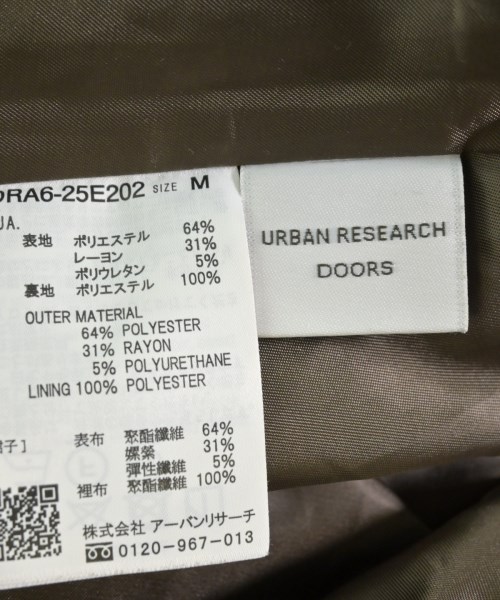 DRA6-25E202 SIZE M
JA.
表地 ポリエステル 64%
レーヨン 31%
ポリウレタン 5%
裏地 ポリエステル 100%
OUTER MATERIAL
64% POLYESTER
31% RAYON
5% POLYURETHANE
LINING 100% POLYESTER
帽子]
表布 聚酯纖維 64%
嫘縈 31%
彈性纖維 5%
裡布 聚酯纖維 100%
株式会社 アーバンリサーチ
0120-967-013
URBAN RESEARCH
DOORS